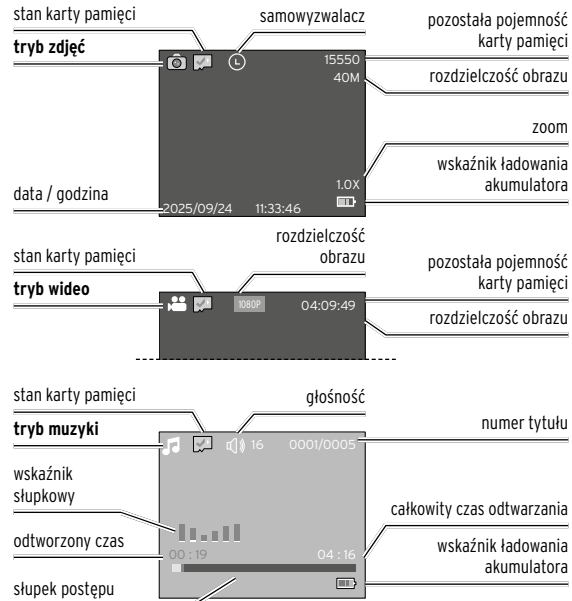 stan karty pamięci
samowyzwalacz
pozostała pojemność
karty pamięci
tryb zdjęć
15550
40M
rozdzielczość obrazu
zoom
1.0X
wskaźnik ładowania
akumulatora
data / godzina
2025/09/24 11:33:46
rozdzielczość
obrazu
stan karty pamięci
pozostała pojemność
karty pamięci
tryb wideo
1080P
04:09:49
rozdzielczość obrazu
stan karty pamięci
głośność
numer tytułu
tryb muzyki
16
0001/0005
wskaźnik
słupkowy
całkowity czas odtwarzania
odtworzony czas
00 : 19
04 : 16
wskaźnik ładowania
akumulatora
słupek postępu